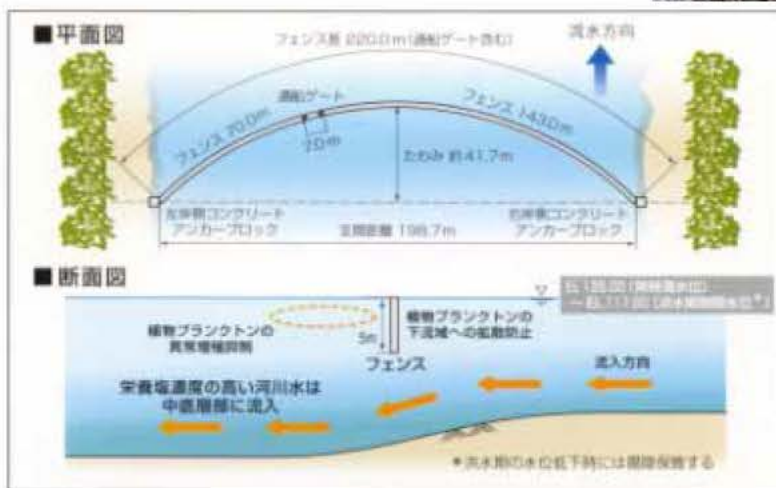 ■平面図
フェンス長 220.0m(通船ゲート含む)
流水方向
通船ゲート
フェンス 70.0m
フェンス 143.0m
7.0m
たわみ 約41.7m
左岸側コンクリート
アンカーブロック
右岸側コンクリート
アンカーブロック
支間距離 198.7m
■断面図
植物プランクトンの
異常増殖抑制
5m
植物プランクトンの
下流域への拡散防止
フェンス
流入方向
栄養塩濃度の高い河川水は
中底層部に流入
*洪水期の水位低下時には